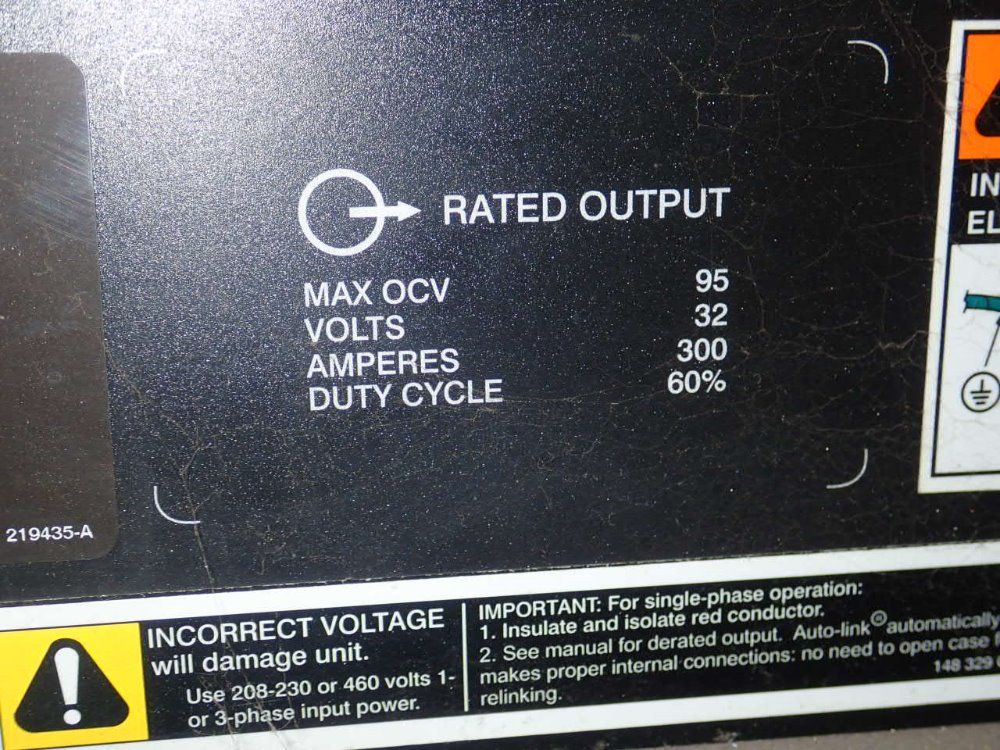 RATED OUTPUT
MAX OCV 95
VOLTS 32
AMPERES 300
DUTY CYCLE 60%
219435-A
INCORRECT VOLTAGE
will damage unit.
Use 208-230 or 460 volts 1-
or 3-phase input power.
IMPORTANT: For single-phase operation:
1. Insulate and isolate red conductor.
2. See manual for derated output. Auto-link® automatically
makes proper internal connections: no need to open case
relinking.
148 329
IN
EL